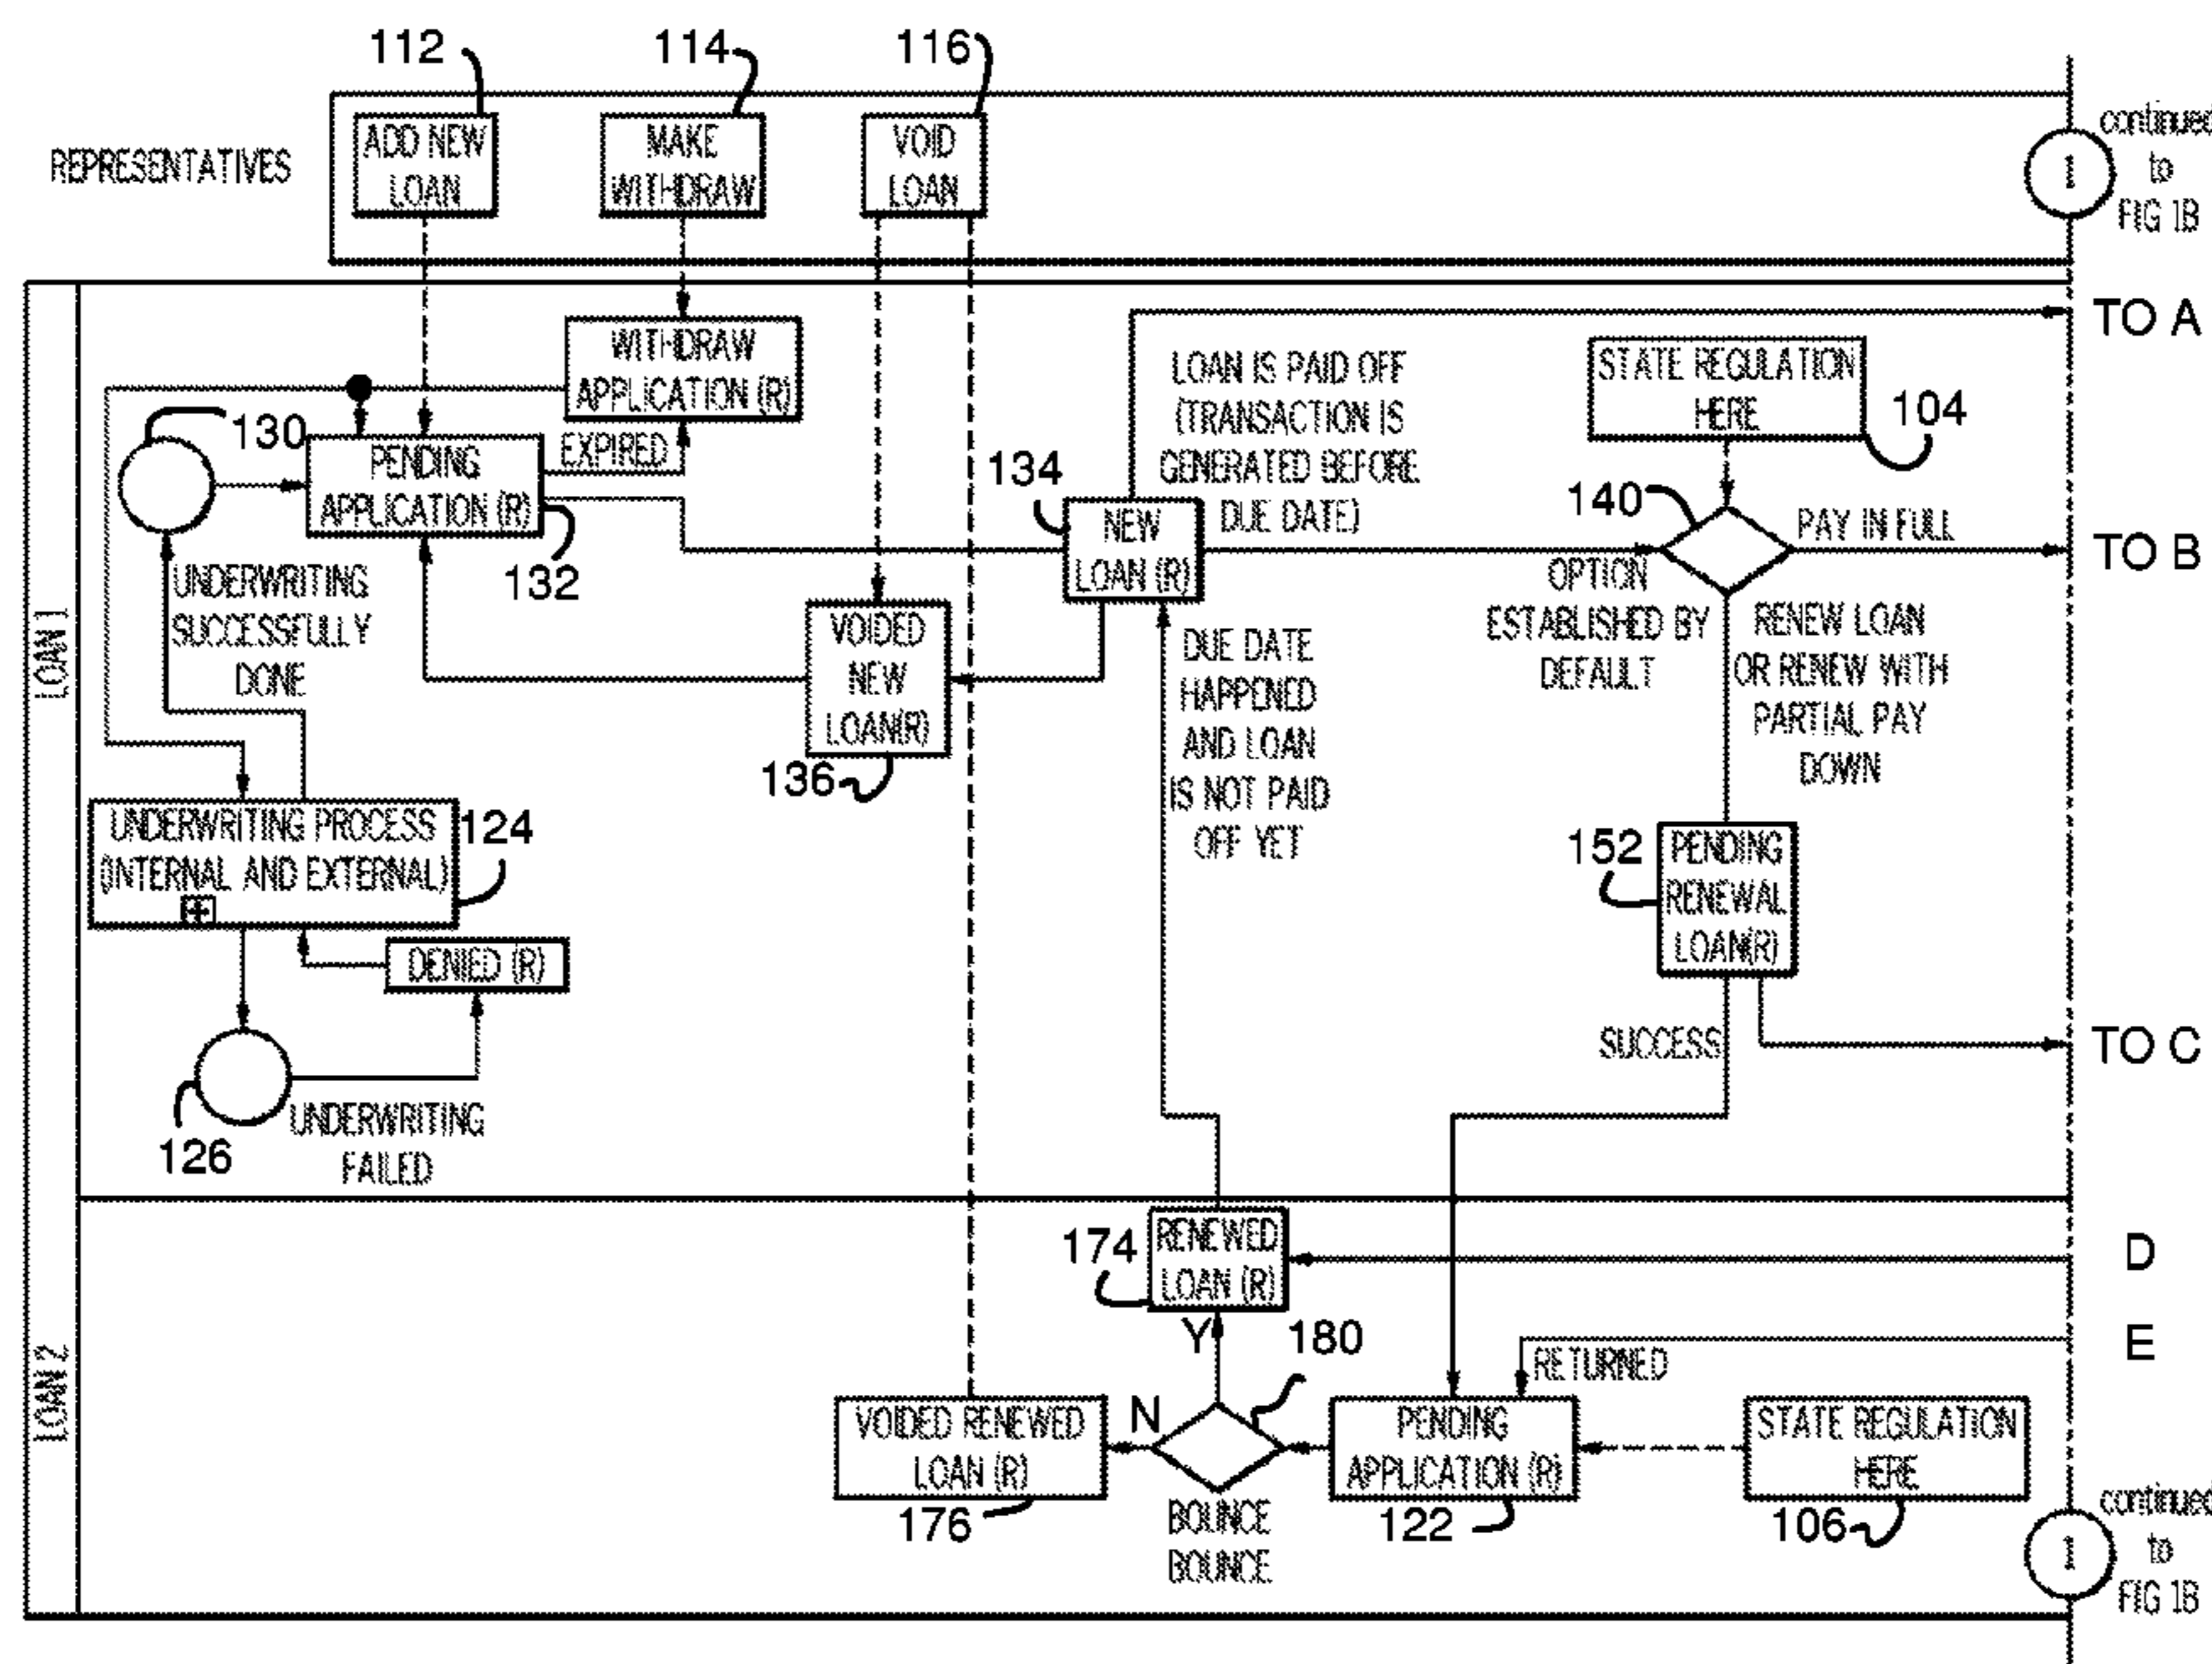 112
114
116
REPRESENTATIVES
ADD NEW
LOAN
MAKE
WITHDRAW
VOID
LOAN
continued
to
FIG 1B
1
LOAN 1
WITHDRAW
APPLICATION (R)
130
PENDING
APPLICATION (R)
132
EXPIRED
134
NEW
LOAN (R)
LOAN IS PAID OFF
(TRANSACTION IS
GENERATED BEFORE
DUE DATE)
STATE REGULATION
HERE
104
140
PAY IN FULL
TO A
TO B
UNDERWRITING
SUCCESSFULLY
DONE
VOIDED
NEW
LOAN(R)
136
DUE DATE
HAPPENED
AND LOAN
IS NOT PAID
OFF YET
OPTION
ESTABLISHED BY
DEFAULT
RENEW LOAN
OR RENEW WITH
PARTIAL PAY
DOWN
UNDERWRITING PROCESS
(INTERNAL AND EXTERNAL)
124
DENIED (R)
126
UNDERWRITING
FAILED
152
PENDING
RENEWAL
LOAN(R)
SUCCESS
TO C
LOAN 2
174
RENEWED
LOAN (R)
D
E
Y
180
RETURNED
VOIDED RENEWED
LOAN (R)
176
N
BOUNCE
BOUNCE
PENDING
APPLICATION (R)
122
STATE REGULATION
HERE
106
continued
to
FIG 1B
1